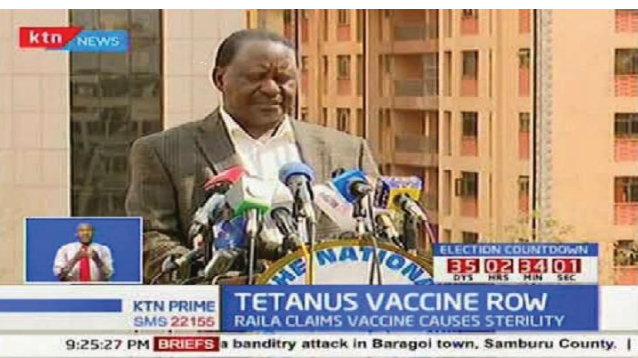 ktn NEWS
THE NATIONAL
ELECTION COUNTDOWN
35 02 34 01
DYS HRS MIN SEC
KTN PRIME
SMS 22155
TETANUS VACCINE ROW
RAILA CLAIMS VACCINE CAUSES STERILITY
9:25:27 PM BRIEFS a banditry attack in Baragoi town, Samburu County. |